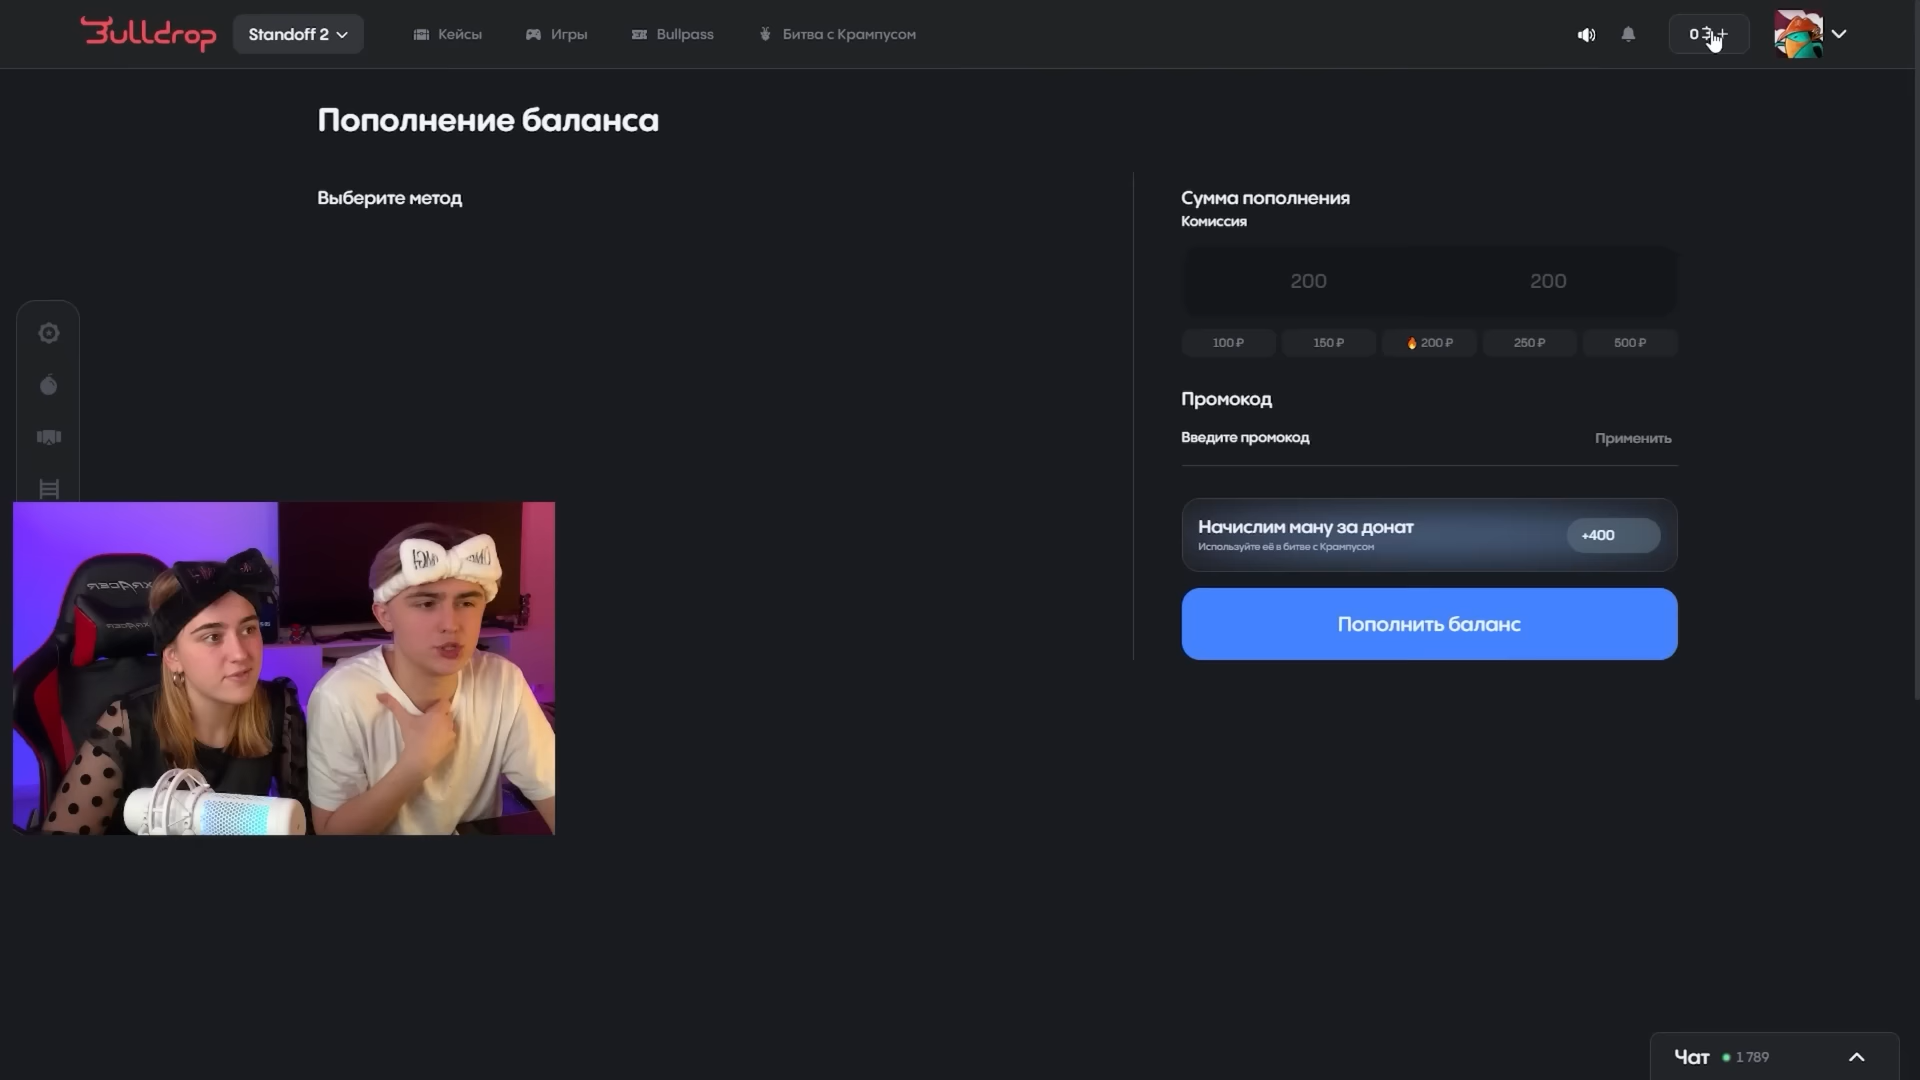 Bulldrop
Standoff 2
Кейсы
Игры
Bullpass
Битва с Крампусом
0
Пополнение баланса
Выберите метод
Сумма пополнения
Комиссия
200 200
100 ₽ 150 ₽ 200 ₽ 250 ₽ 500 ₽
Промокод
Введите промокод Применить
Начислим ману за донат
Используйте её в битве с Крампусом
+400
Пополнить баланс
Чат 1 789